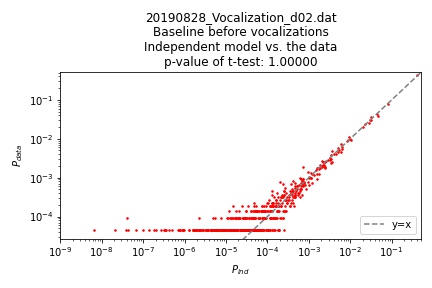 20190828_Vocalization_d02.dat
Baseline before vocalizations
Independent model vs. the data
p-value of t-test: 1.00000
P_data
10⁻¹
10⁻²
10⁻³
10⁻⁴
y=x
10⁻⁹ 10⁻⁸ 10⁻⁷ 10⁻⁶ 10⁻⁵ 10⁻⁴ 10⁻³ 10⁻² 10⁻¹
P_ind